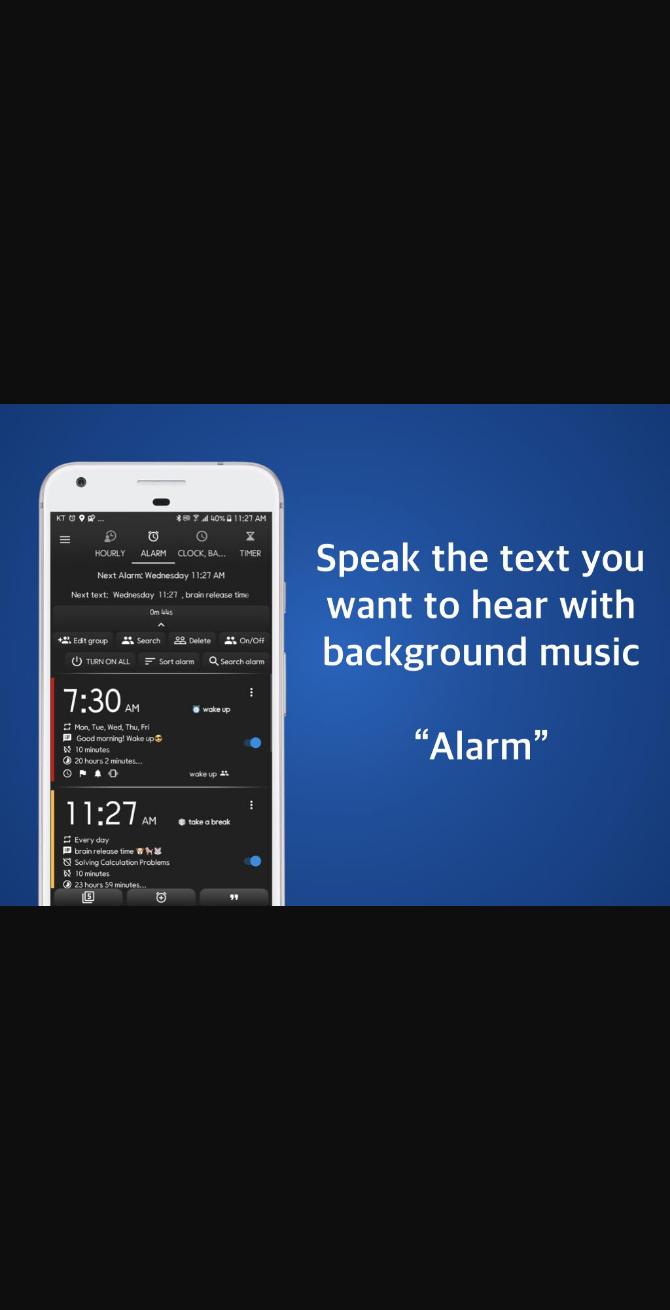 KT ...
40% 11:27 AM
HOURLY ALARM CLOCK, BA... TIMER
Next Alarm: Wednesday 11:27 AM
Next text: Wednesday 11:27 , brain release time
0m 44s
Edit group Search Delete On/Off
TURN ON ALL Sort alarm Search alarm
7:30 AM wake up
Mon, Tue, Wed, Thu, Fri
Good morning! Wake up😎
10 minutes
20 hours 2 minutes...
wake up
11:27 AM take a break
Every day
brain release time 🐶🐕🐭
Solving Calculation Problems
10 minutes
23 hours 59 minutes...
5
Speak the text you
want to hear with
background music
“Alarm”